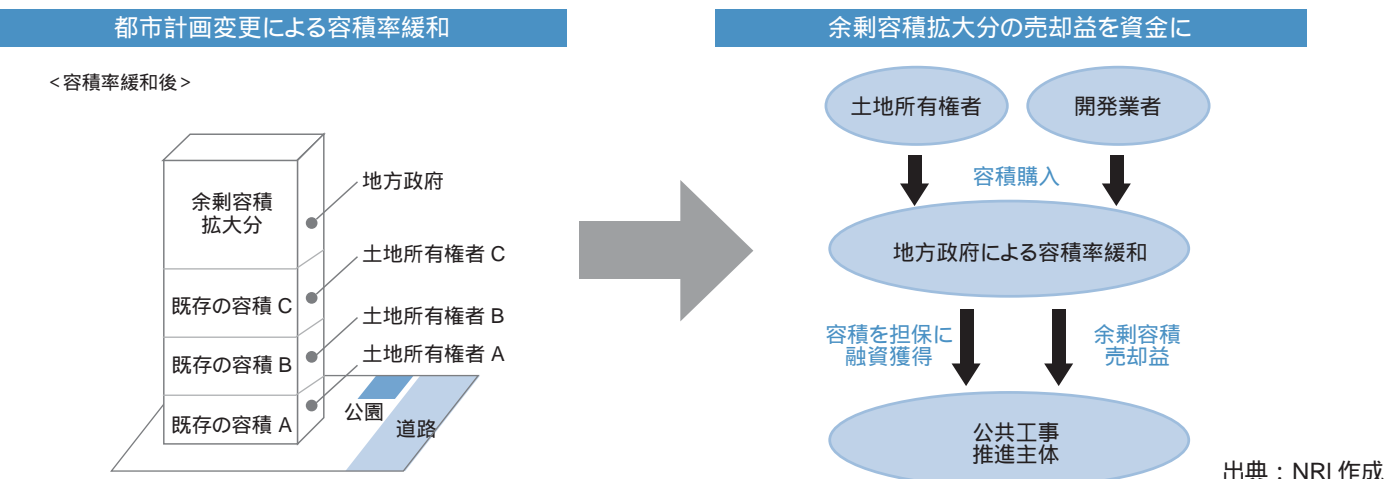 都市計画変更による容積率緩和
<容積率緩和後>
余剰容積
拡大分
既存の容積 C
既存の容積 B
既存の容積 A
地方政府
土地所有権者 C
土地所有権者 B
土地所有権者 A
公園
道路
余剰容積拡大分の売却益を資金に
土地所有権者
開発業者
容積購入
地方政府による容積率緩和
容積を担保に
融資獲得
余剰容積
売却益
公共工事
推進主体
出典:NRI 作成